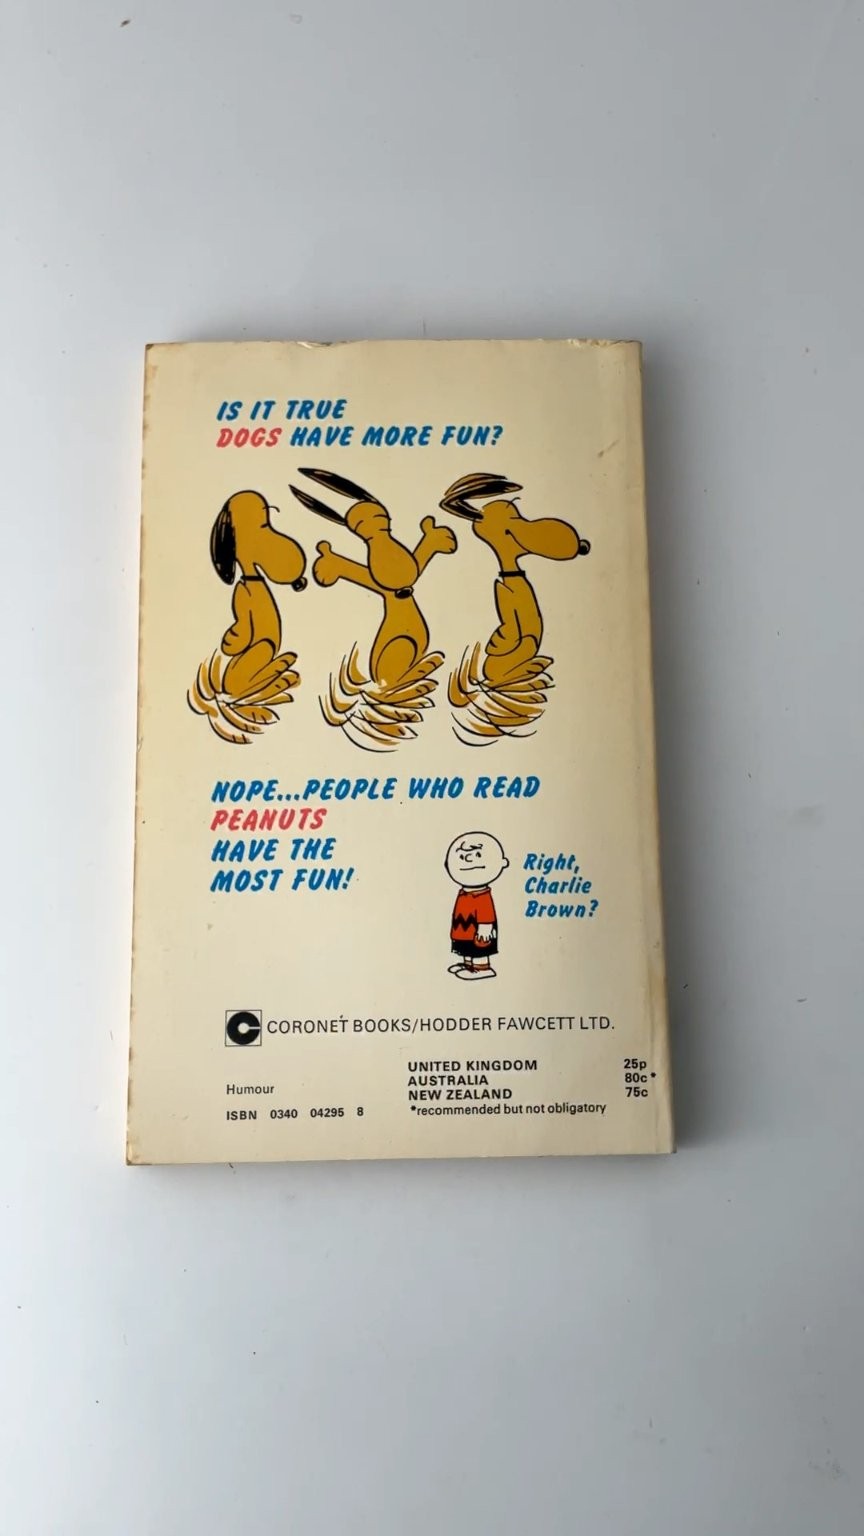 IS IT TRUE
DOGS HAVE MORE FUN?
NOPE...PEOPLE WHO READ
PEANUTS
HAVE THE
MOST FUN!
Right,
Charlie
Brown?
CORONET BOOKS/HODDER FAWCETT LTD.
UNITED KINGDOM 25p
AUSTRALIA 80c*
NEW ZEALAND 75c
*recommended but not obligatory
Humour
ISBN 0340 04295 8